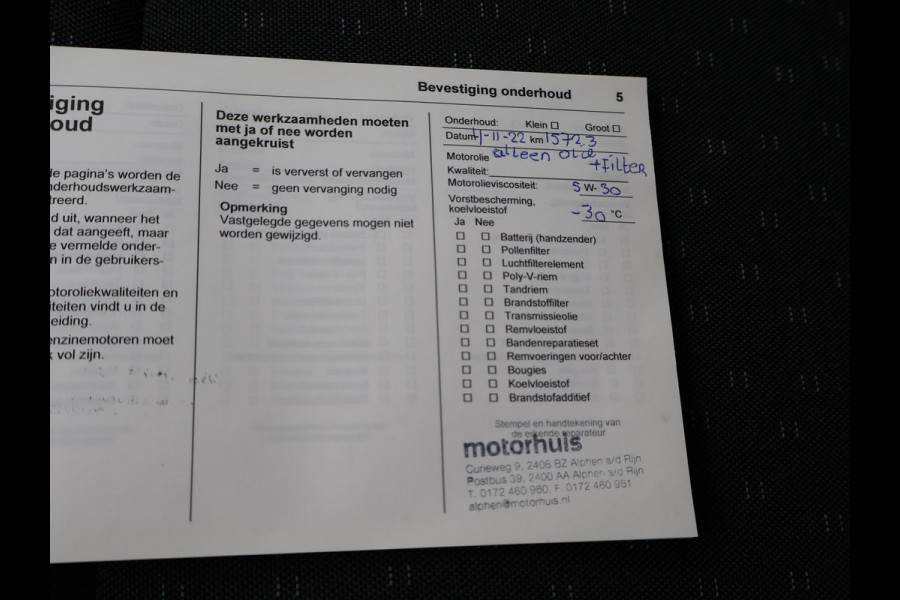 Bevestiging onderhoud 5
iging
oud
e pagina's worden de
nderhoudswerkzaam-
treerd.
d uit, wanneer het
dat aangeeft, maar
e vermelde onder-
n in de gebruikers-
otoroliekwaliteiten en
iteiten vindt u in de
eiding.
enzinemotoren moet
k vol zijn.
Deze werkzaamheden moeten
met ja of nee worden
aangekruist
Ja = is ververst of vervangen
Nee = geen vervanging nodig
Opmerking
Vastgelegde gegevens mogen niet
worden gewijzigd.
Onderhoud: Klein ☐ Groot ☐
Datum 1-11-22 km 15723
Motorolie alleen olie
Kwaliteit: +filter
Motorolieviscositeit: 5 W-30
Vorstbescherming,
koelvloeistof -30 °C
Ja Nee
☐ ☐ Batterij (handzender)
☐ ☐ Pollenfilter
☐ ☐ Luchtfilterelement
☐ ☐ Poly-V-riem
☐ ☐ Tandriem
☐ ☐ Brandstoffilter
☐ ☐ Transmissieolie
☐ ☐ Remvloeistof
☐ ☐ Bandenreparatieset
☐ ☐ Remvoeringen voor/achter
☐ ☐ Bougies
☐ ☐ Koelvloeistof
☐ ☐ Brandstofadditief
Stempel en handtekening van
de erkende reparateur
motorhuis
Curieweg 9, 2408 BZ Alphen a/d Rijn
Postbus 39, 2400 AA Alphen a/d Rijn
T. 0172 460 960, F. 0172 460 961
alphen@motorhuis.nl